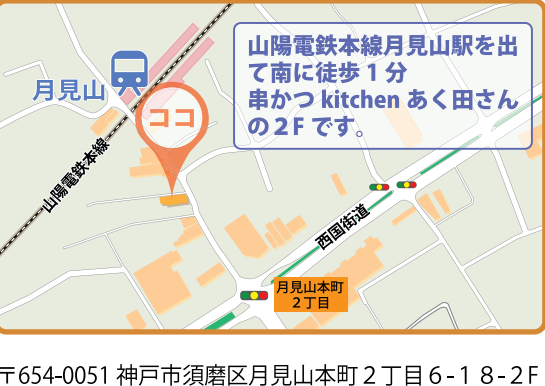 山陽電鉄本線月見山駅を出
て南に徒歩１分
串かつ kitchen あく田さん
の２F です。
月見山
ココ
山陽電鉄本線
西国街道
月見山本町
２丁目
〒654-0051 神戸市須磨区月見山本町２丁目６-１８-２F